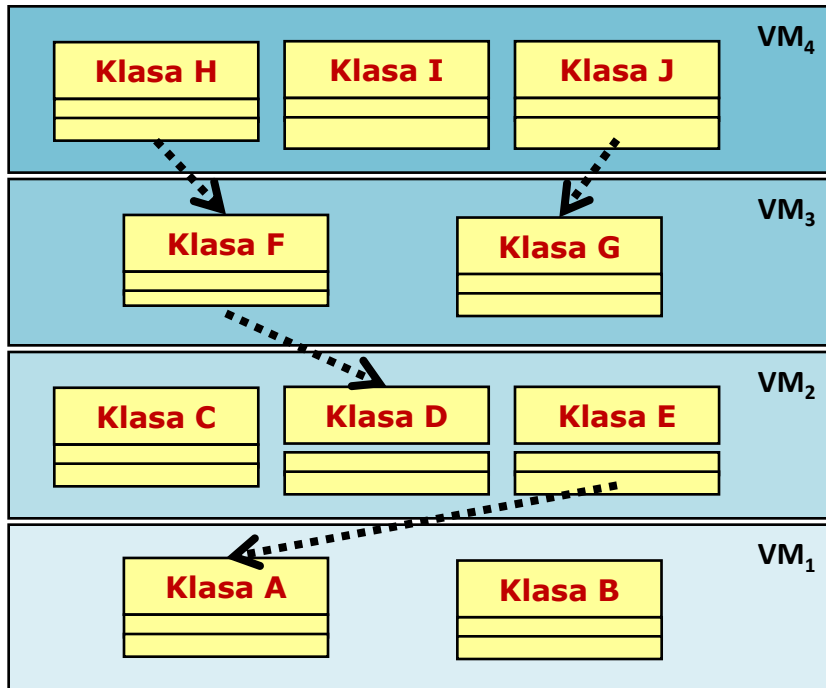 VM₄
Klasa H
Klasa I
Klasa J
VM₃
Klasa F
Klasa G
VM₂
Klasa C
Klasa D
Klasa E
VM₁
Klasa A
Klasa B